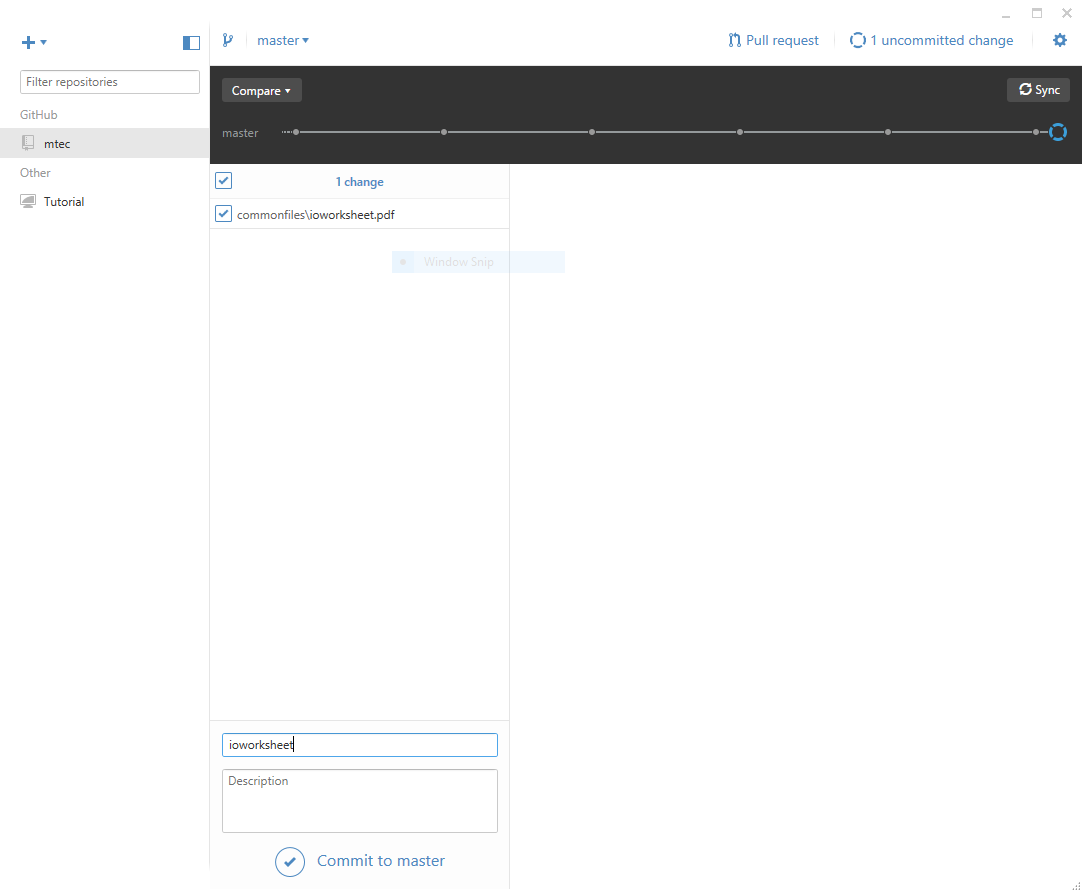 master
Pull request
1 uncommitted change
Filter repositories
GitHub
mtec
Other
Tutorial
Compare
Sync
master
1 change
commonfiles\ioworksheet.pdf
Window Snip
ioworksheet
Description
Commit to master